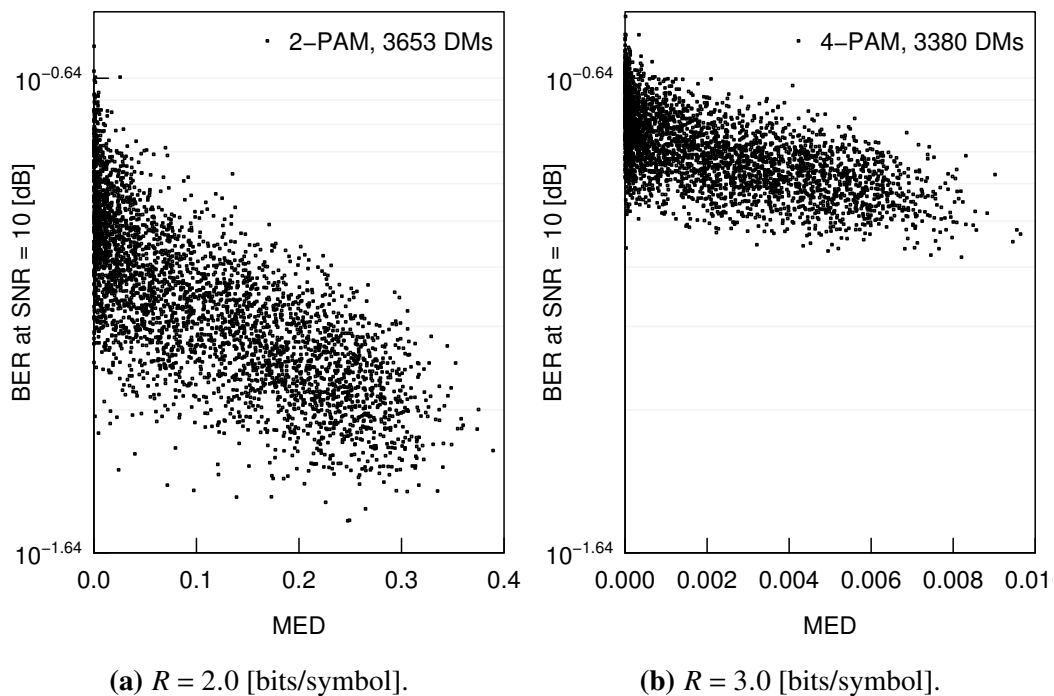 2−PAM, 3653 DMs
10^−0.64
BER at SNR = 10 [dB]
10^−1.64
0.0 0.1 0.2 0.3 0.4
MED
(a) R = 2.0 [bits/symbol].
4−PAM, 3380 DMs
10^−0.64
BER at SNR = 10 [dB]
10^−1.64
0.000 0.002 0.004 0.006 0.008 0.01
MED
(b) R = 3.0 [bits/symbol].